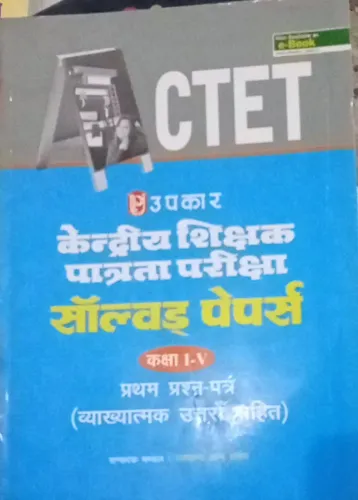 e-Book
CTET
उपकार
केन्द्रीय शिक्षक
पात्रता परीक्षा
सॉल्वड् पेपर्स
कक्षा I-V
प्रथम प्रश्न-पत्र
(व्याख्यात्मक उत्तरों सहित)